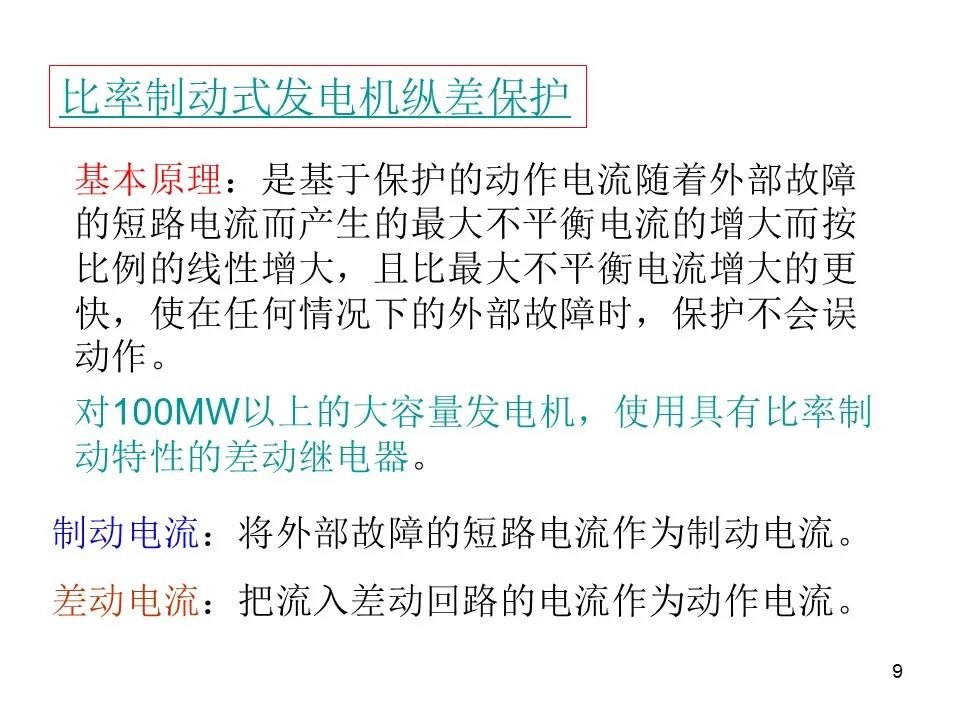 比率制动式发电机纵差保护
基本原理：是基于保护的动作电流随着外部故障
的短路电流而产生的最大不平衡电流的增大而按
比例的线性增大，且比最大不平衡电流增大的更
快，使在任何情况下的外部故障时，保护不会误
动作。
对100MW以上的大容量发电机，使用具有比率制
动特性的差动继电器。
制动电流：将外部故障的短路电流作为制动电流。
差动电流：把流入差动回路的电流作为动作电流。
9